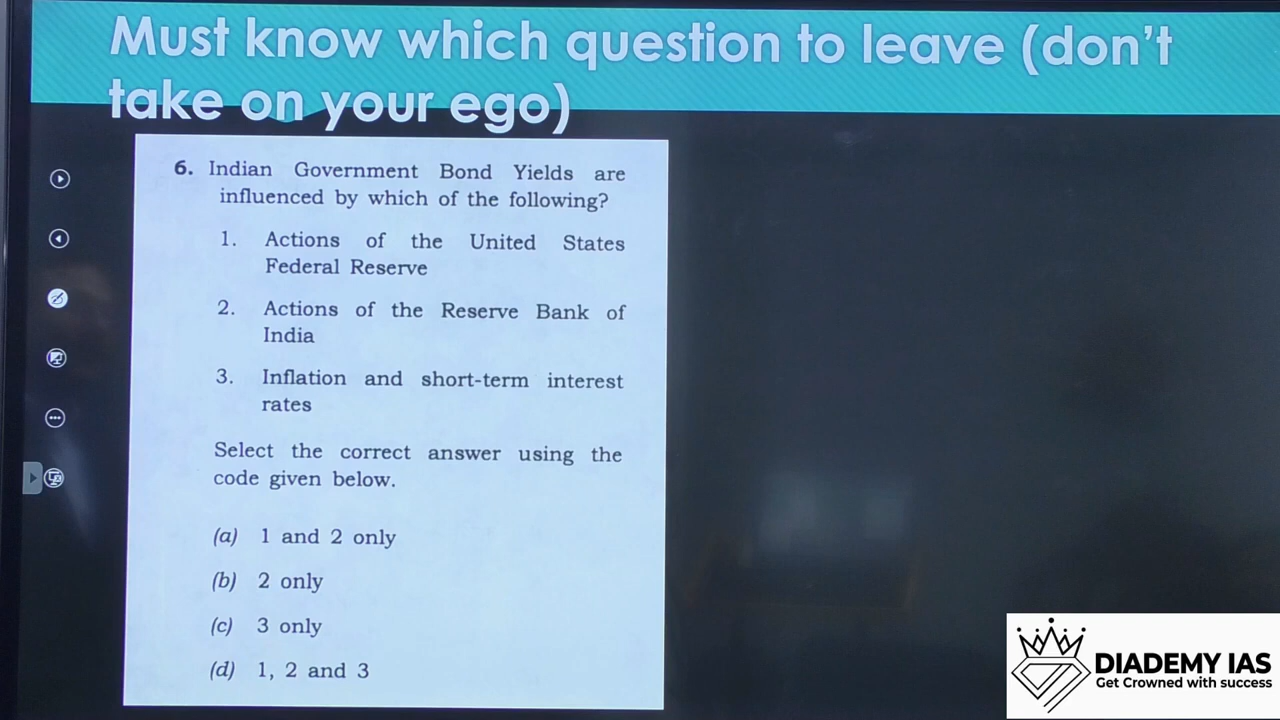 Must know which question to leave (don't
take on your ego)
6. Indian Government Bond Yields are
influenced by which of the following?
1. Actions of the United States
Federal Reserve
2. Actions of the Reserve Bank of
India
3. Inflation and short-term interest
rates
Select the correct answer using the
code given below.
(a) 1 and 2 only
(b) 2 only
(c) 3 only
(d) 1, 2 and 3
DIADEMY IAS
Get Crowned with success